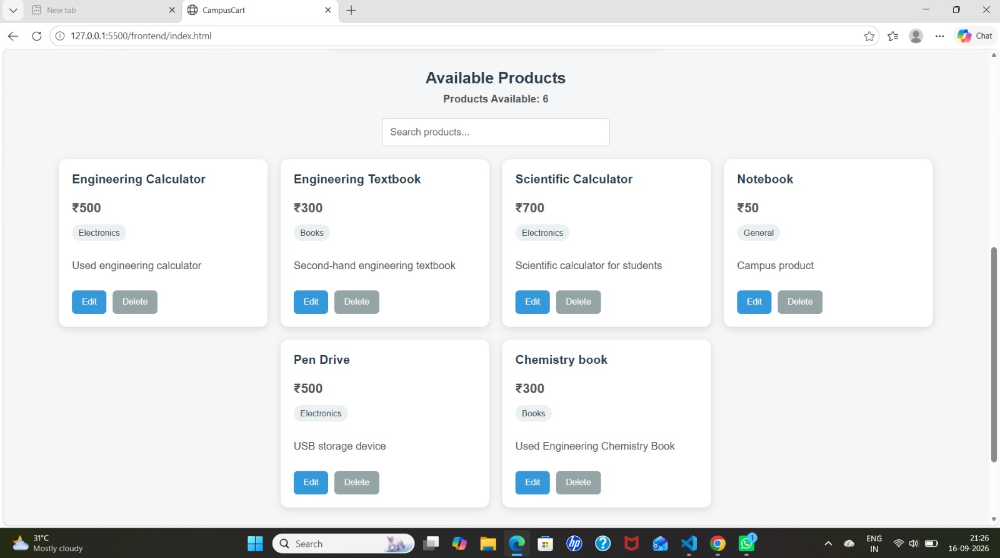 New tab
CampusCart
127.0.0.1:5500/frontend/index.html
Chat
Available Products
Products Available: 6
Search products...
Engineering Calculator
₹500
Electronics
Used engineering calculator
Edit Delete
Engineering Textbook
₹300
Books
Second-hand engineering textbook
Edit Delete
Scientific Calculator
₹700
Electronics
Scientific calculator for students
Edit Delete
Notebook
₹50
General
Campus product
Edit Delete
Pen Drive
₹500
Electronics
USB storage device
Edit Delete
Chemistry book
₹300
Books
Used Engineering Chemistry Book
Edit Delete
31°C
Mostly cloudy
Search
hp
1
ENG
IN
21:26
16-09-2026